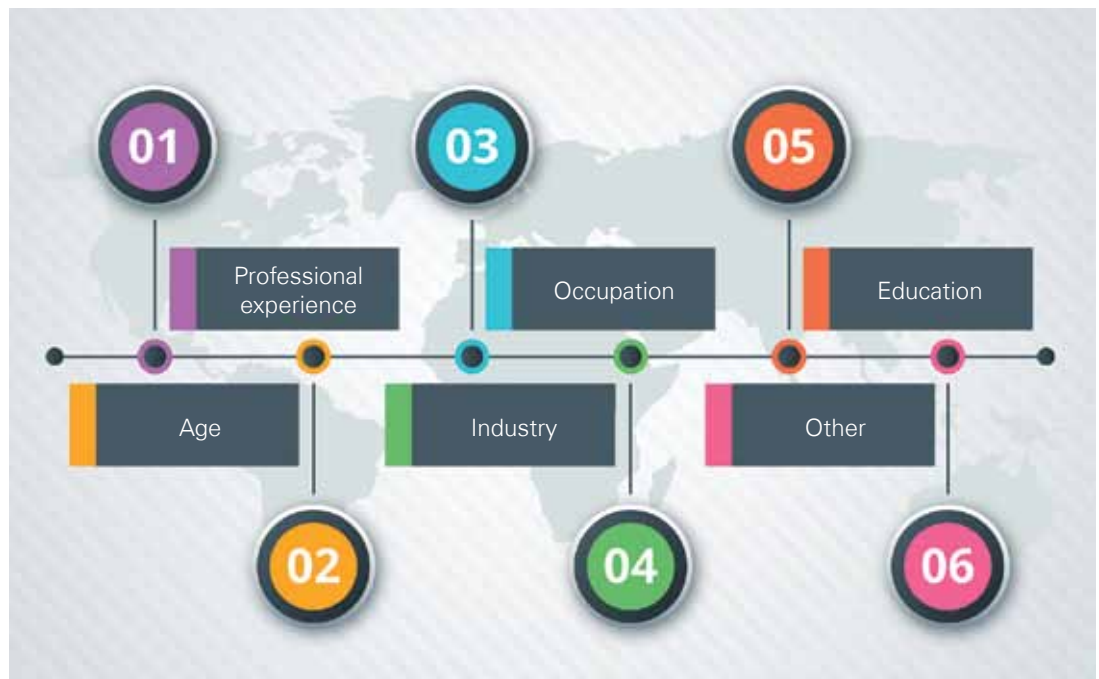 01
03
05
Professional
experience
Occupation
Education
Age
Industry
Other
02
04
06